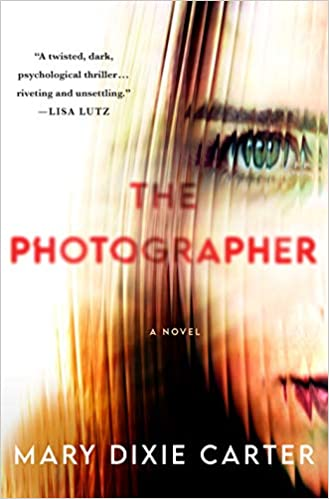 “A twisted, dark,
psychological thriller…
riveting and unsettling.”
—LISA LUTZ
THE
PHOTOGRAPHER
A NOVEL
MARY DIXIE CARTER